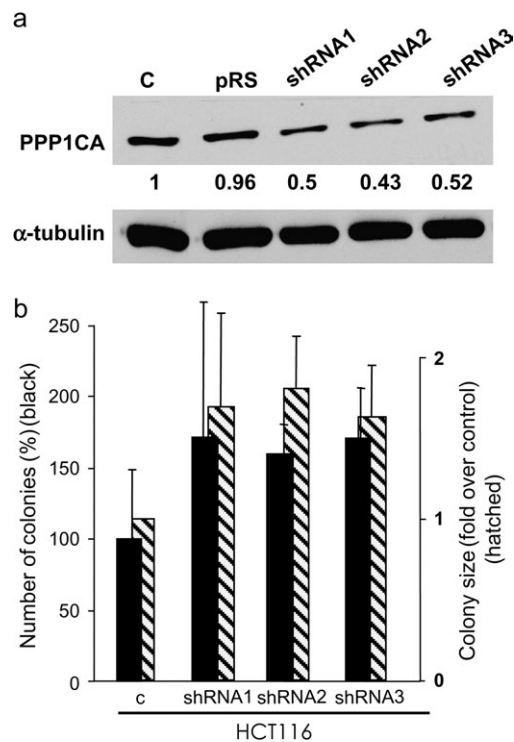 a
C pRS shRNA1 shRNA2 shRNA3
PPP1CA
1 0.96 0.5 0.43 0.52
α-tubulin
b
Number of colonies (%) (black)
250
200
150
100
50
0
2
1
0
Colony size (fold over control)
(hatched)
c shRNA1 shRNA2 shRNA3
HCT116